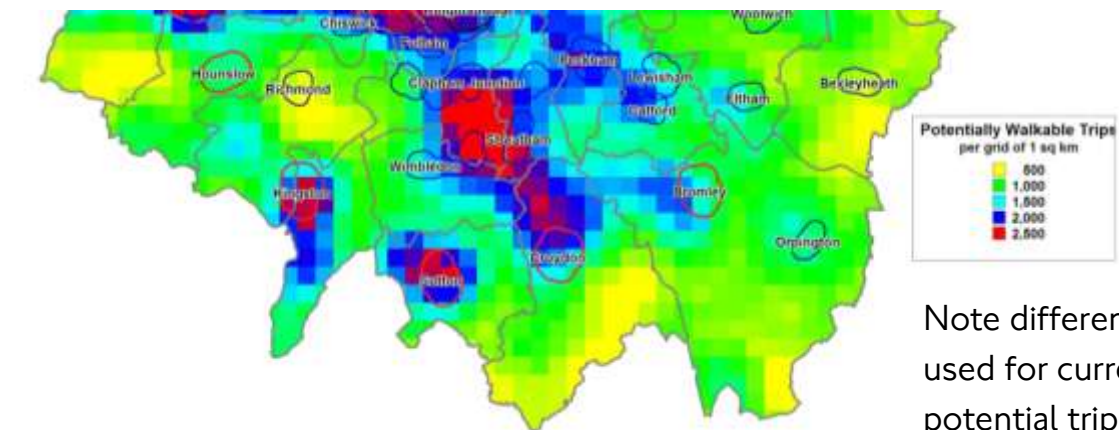 Woolwich
Chiswick
Fulham
Peckham
Hounslow
Richmond
Clapham Junction
Lewisham
Catford
Eltham
Bexleyheath
Streatham
Wimbledon
Kingston
Bromley
Orpington
Croydon
Sutton
Potentially Walkable Trips
per grid of 1 sq km
500
1,000
1,500
2,000
2,500
Note differen
used for curre
potential trip